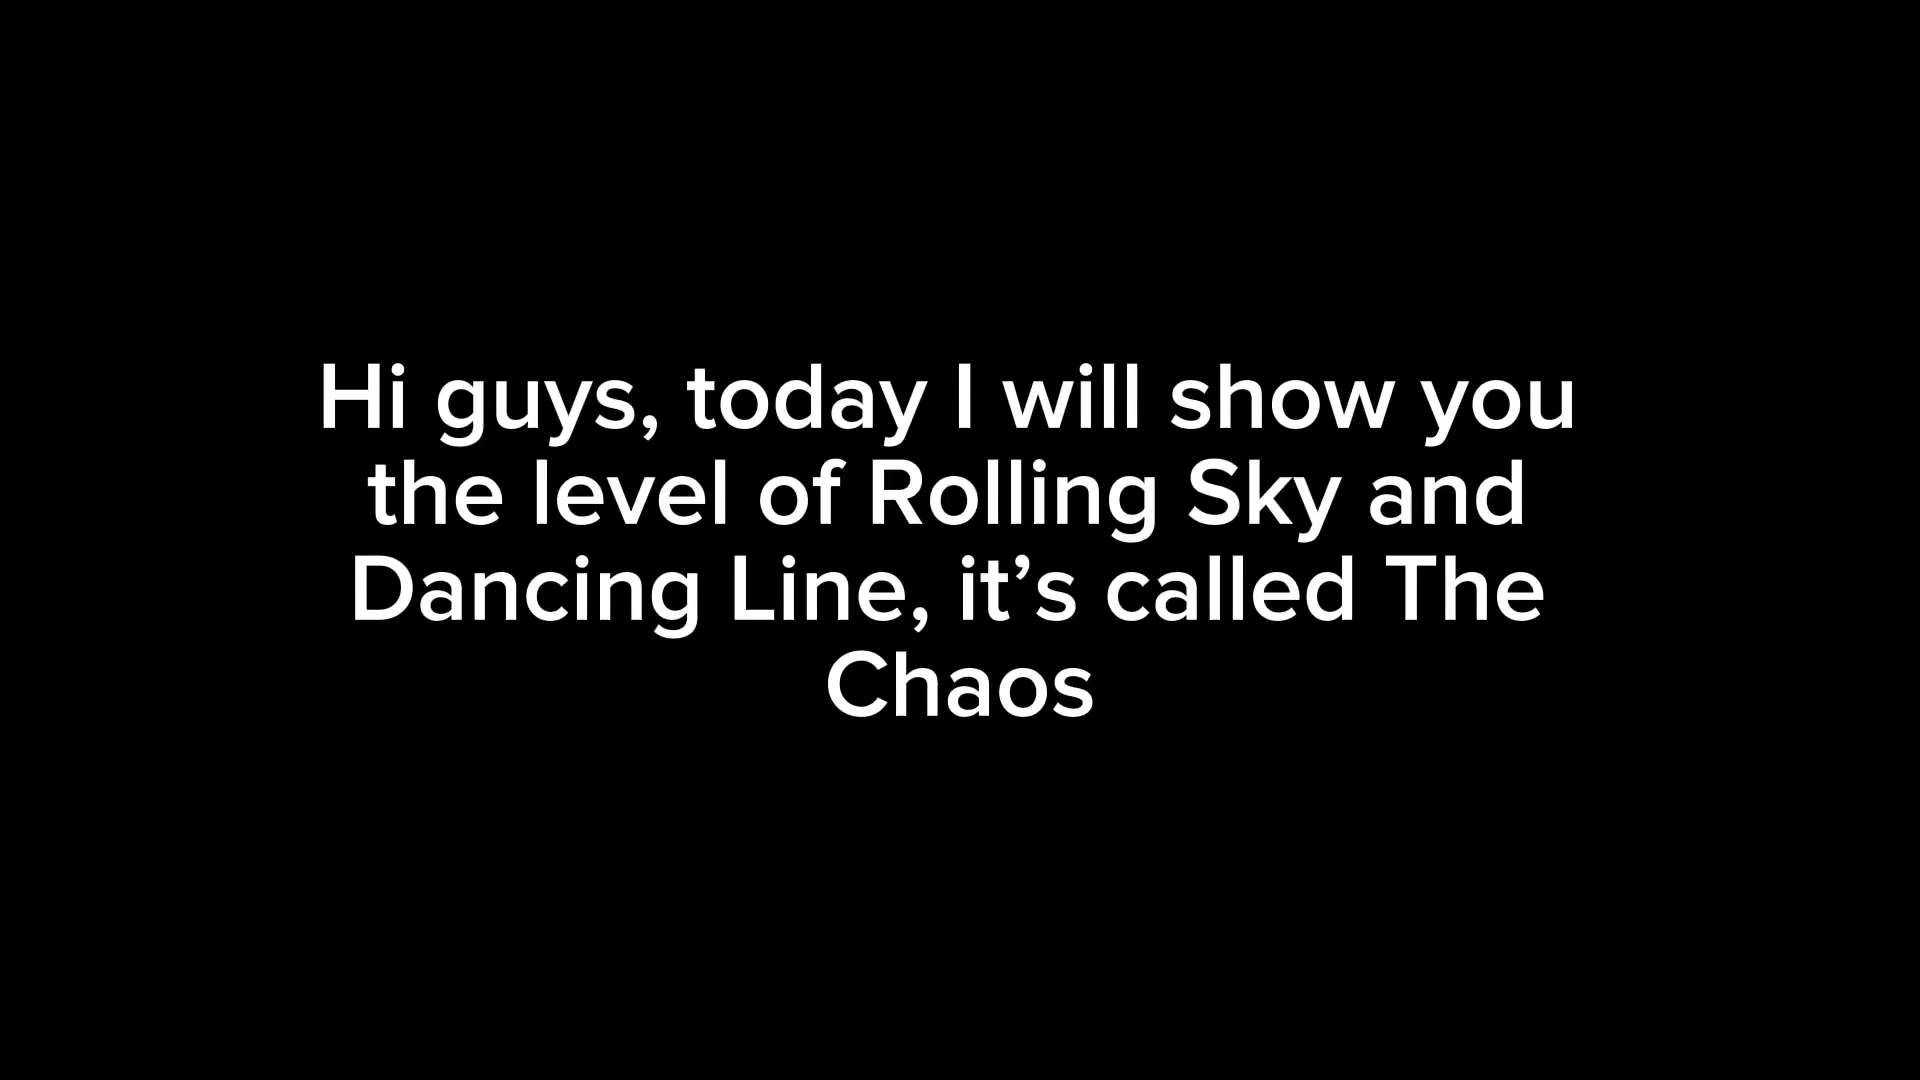 Hi guys, today I will show you
the level of Rolling Sky and
Dancing Line, it’s called The
Chaos